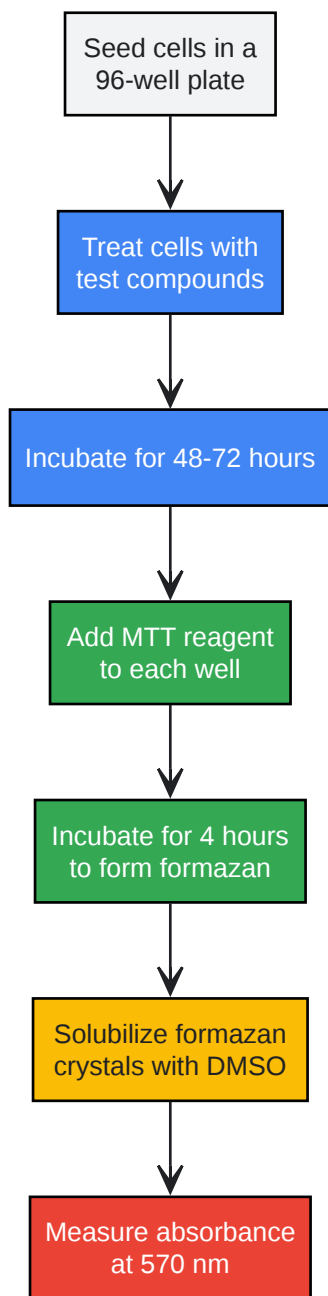 Seed cells in a
96-well plate
Treat cells with
test compounds
Incubate for 48-72 hours
Add MTT reagent
to each well
Incubate for 4 hours
to form formazan
Solubilize formazan
crystals with DMSO
Measure absorbance
at 570 nm